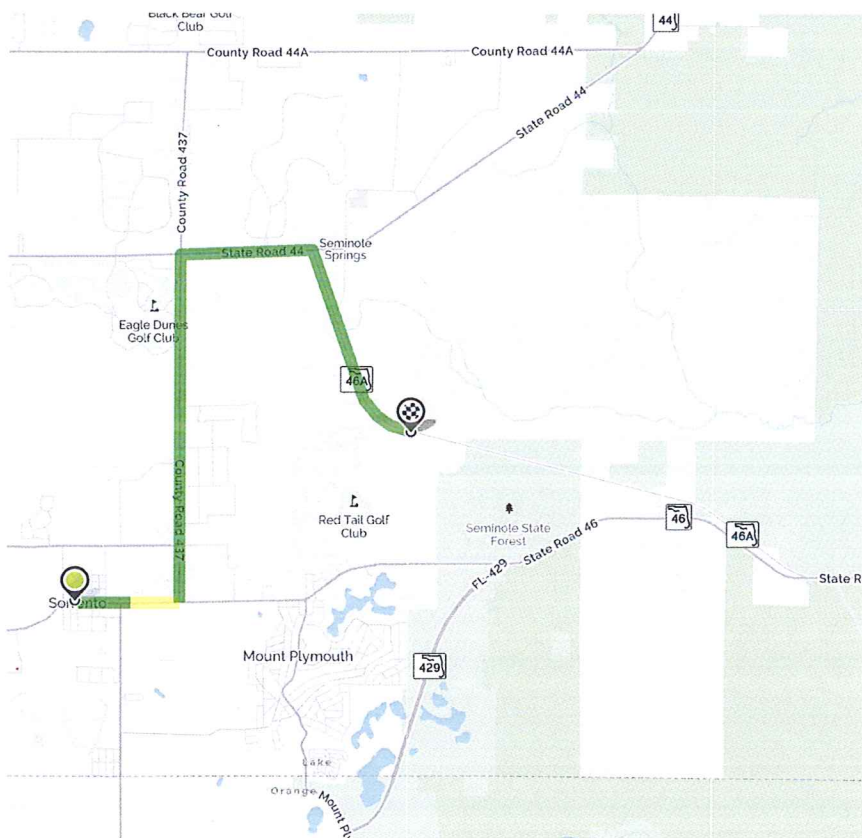 Black Bear Golf
Club
44
County Road 44A
County Road 44A
State Road 44
County Road 437
State Road 44
Seminole
Springs
Eagle Dunes
Golf Club
46A
County Road 437
Red Tail Golf
Club
Seminole State
Forest
46
46A
State Road 46
State R
FL-429
Sorrento
Mount Plymouth
429
Lake
Orange
Mount Pl